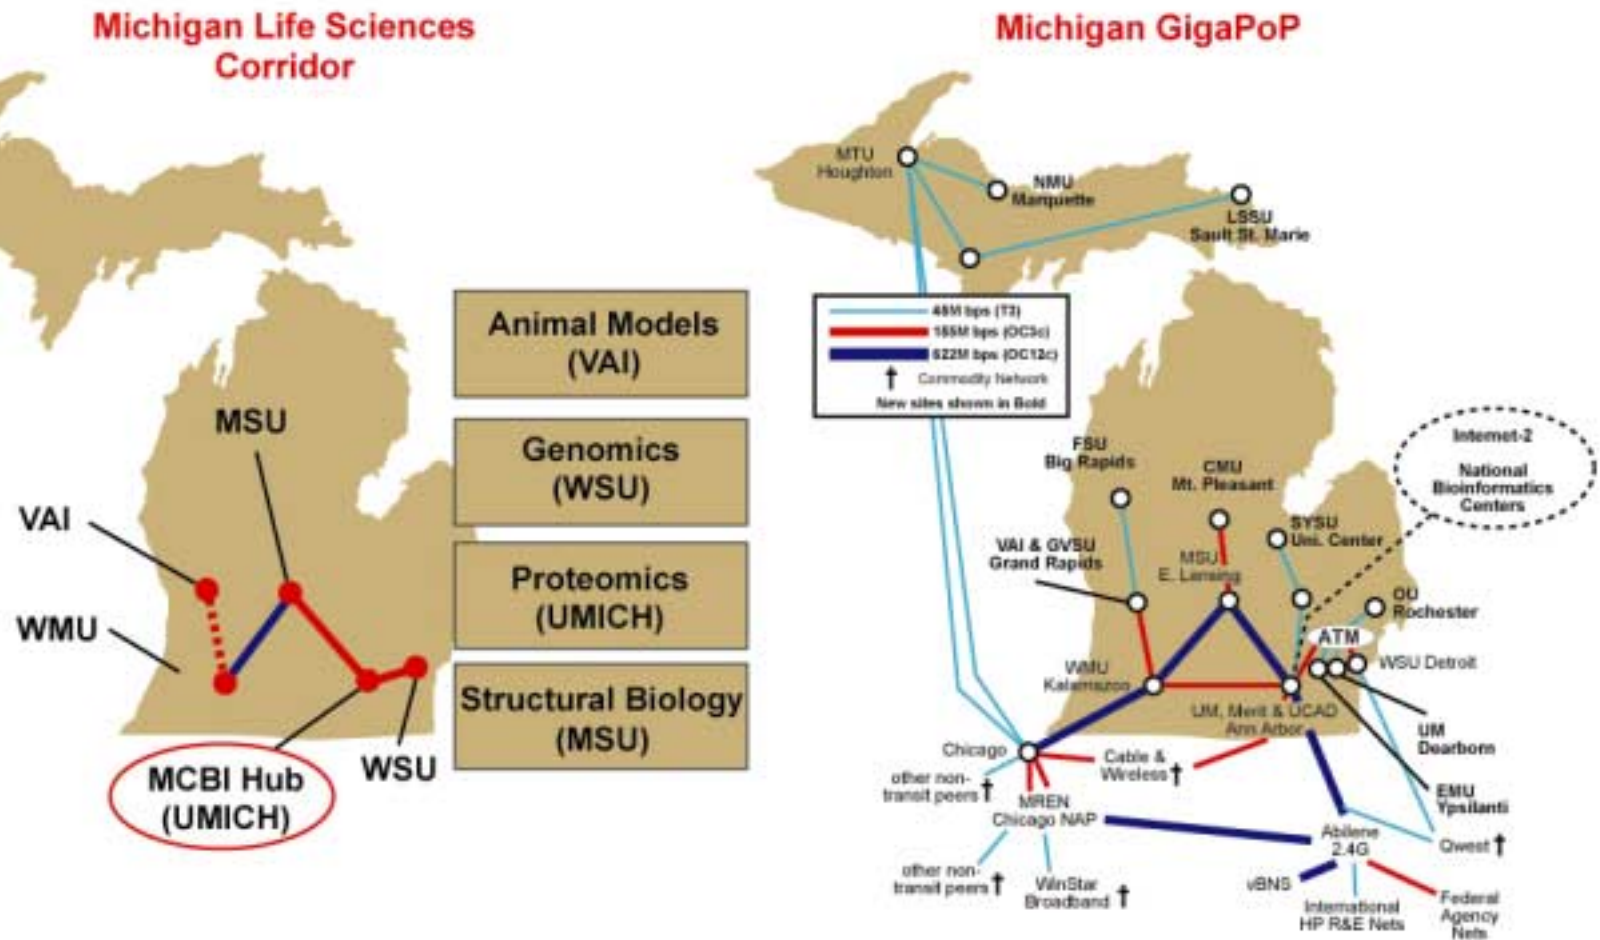 Michigan Life Sciences
Corridor
MSU
VAI
WMU
MCBI Hub
(UMICH)
WSU
Animal Models
(VAI)
Genomics
(WSU)
Proteomics
(UMICH)
Structural Biology
(MSU)
Michigan GigaPoP
MTU
Houghton
NMU
Marquette
LSSU
Sault St. Marie
45M bps (T3)
155M bps (OC3c)
622M bps (OC12c)
† Commodity Network
New sites shown in Bold
FSU
Big Rapids
CMU
Mt. Pleasant
Internet-2
National
Bioinformatics
Centers
SYSU
Uni. Center
VAI & GVSU
Grand Rapids
MSU
E. Lansing
OU
Rochester
ATM
WSU Detroit
WMU
Kalamazoo
UM, Merit & UCAD
Ann Arbor
UM
Dearborn
EMU
Ypsilanti
Chicago
Cable &
Wireless †
other non-
transit peers †
MREN
Chicago NAP
Abilene
2.4G
Qwest †
other non-
transit peers †
WinStar
Broadband †
vBNS
International
HP R&E Nets
Federal
Agency
Nets